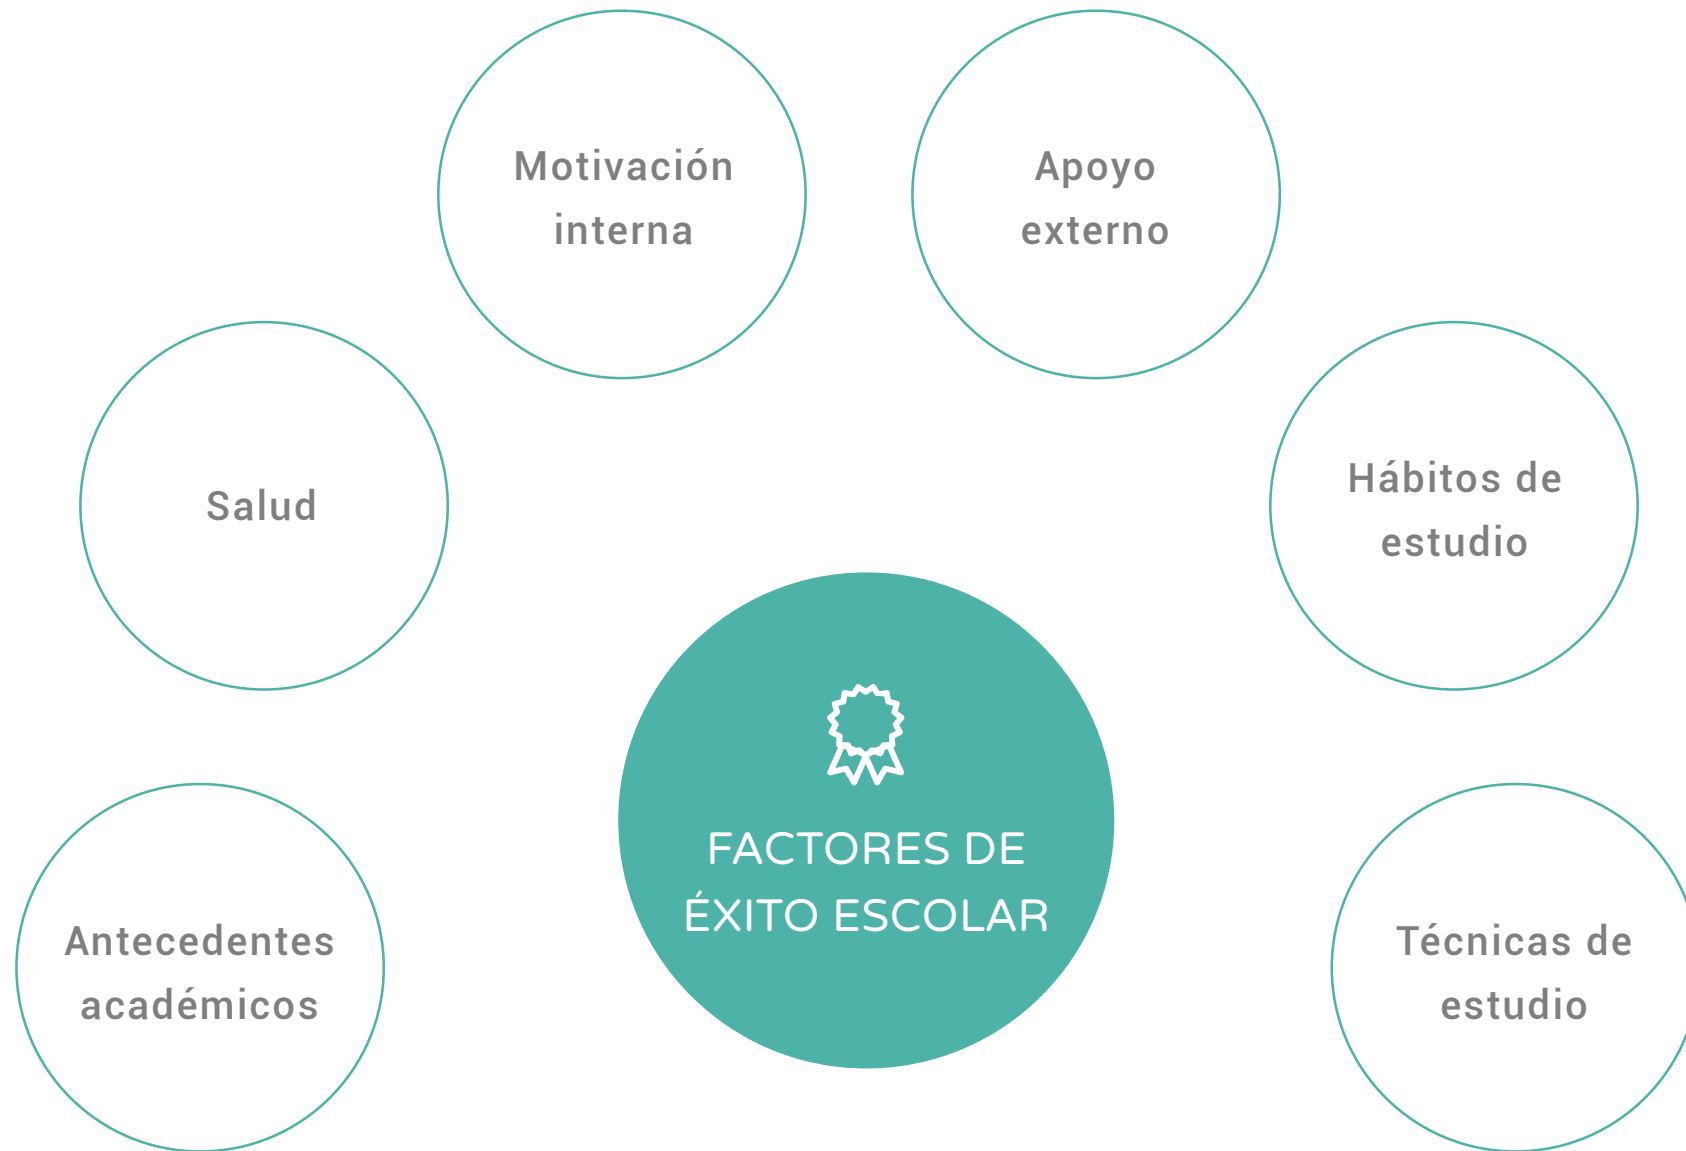 Motivación
interna
Apoyo
externo
Salud
Hábitos de
estudio
FACTORES DE
ÉXITO ESCOLAR
Antecedentes
académicos
Técnicas de
estudio